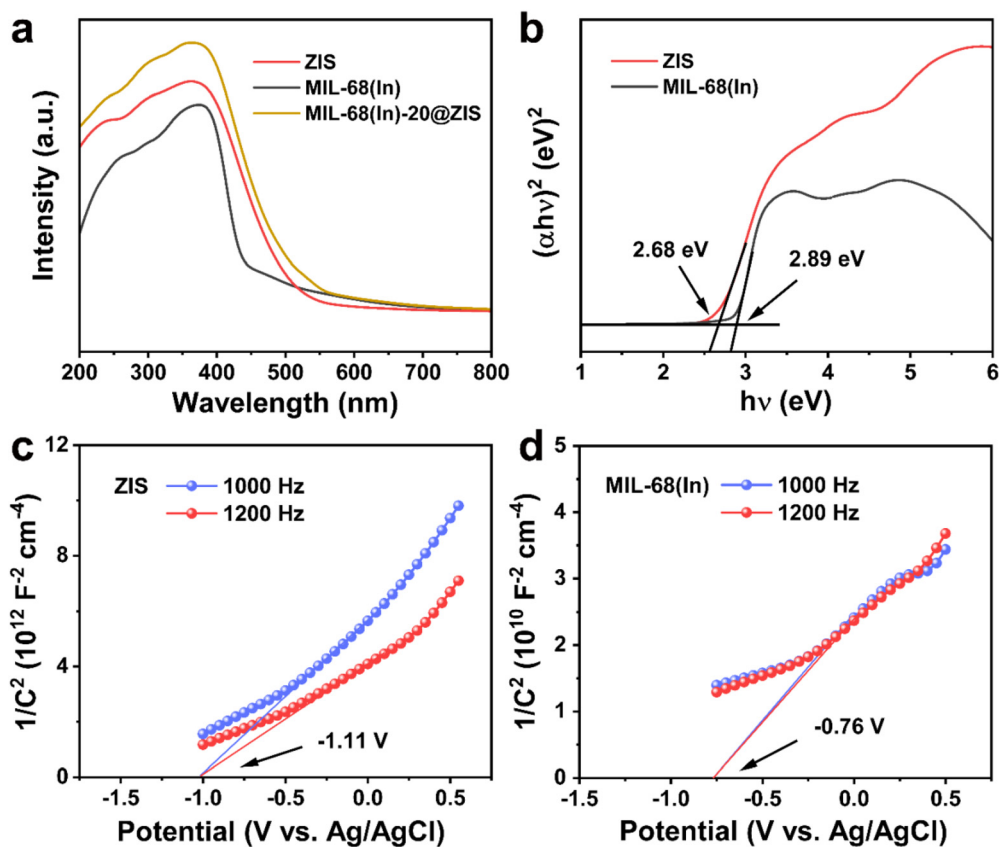 a
ZIS
MIL-68(In)
MIL-68(In)-20@ZIS
Intensity (a.u.)
200 300 400 500 600 700 800
Wavelength (nm)
b
ZIS
MIL-68(In)
(αhν)² (eV)²
2.68 eV
2.89 eV
1 2 3 4 5 6
hν (eV)
c
ZIS
1000 Hz
1200 Hz
1/C² (10¹² F⁻² cm⁻⁴)
12
8
4
0
-1.11 V
-1.5 -1.0 -0.5 0.0 0.5
Potential (V vs. Ag/AgCl)
d
MIL-68(In)
1000 Hz
1200 Hz
1/C² (10¹⁰ F⁻² cm⁻⁴)
5
4
3
2
1
0
-0.76 V
-1.5 -1.0 -0.5 0.0 0.5
Potential (V vs. Ag/AgCl)